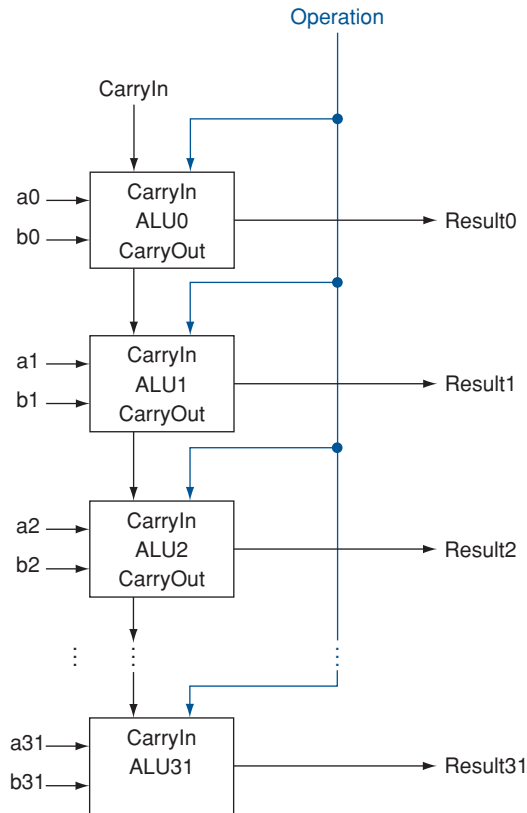 Operation
CarryIn
a0
b0
CarryIn
ALU0
CarryOut
Result0
a1
b1
CarryIn
ALU1
CarryOut
Result1
a2
b2
CarryIn
ALU2
CarryOut
Result2
a31
b31
CarryIn
ALU31
Result31